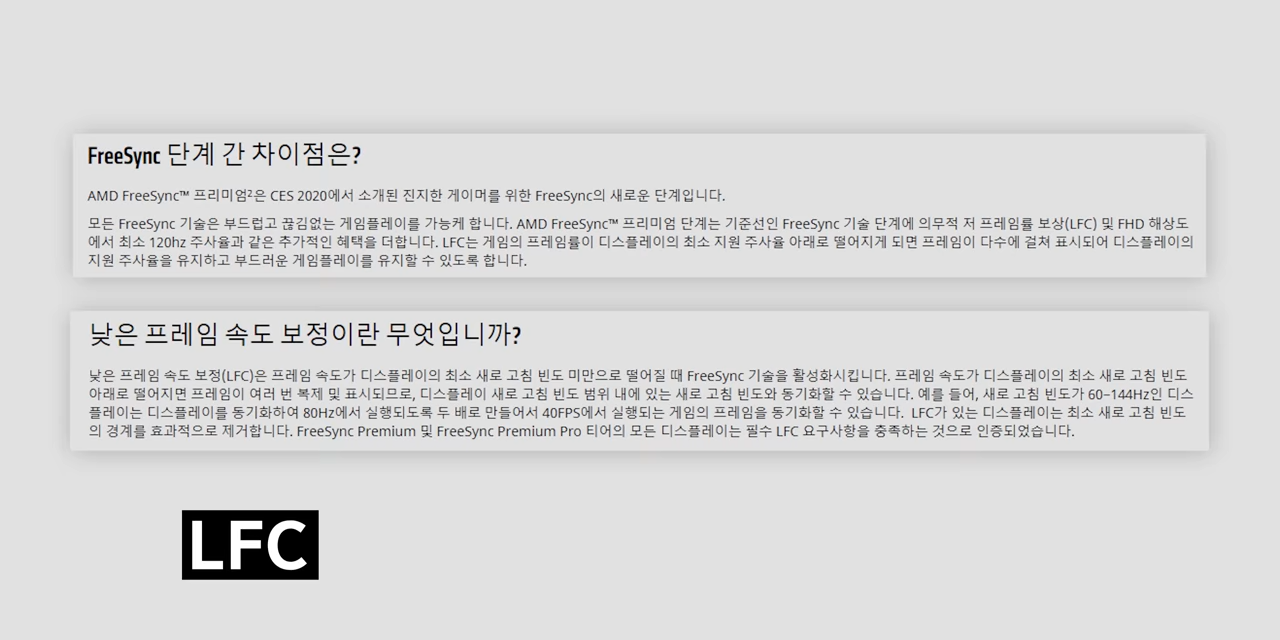 FreeSync 단계 간 차이점은?
AMD FreeSync™ 프리미엄²은 CES 2020에서 소개된 진지한 게이머를 위한 FreeSync의 새로운 단계입니다.
모든 FreeSync 기술은 부드럽고 끊김없는 게임플레이를 가능케 합니다. AMD FreeSync™ 프리미엄 단계는 기준선인 FreeSync 기술 단계에 의무적 저 프레임률 보상(LFC) 및 FHD 해상도
에서 최소 120hz 주사율과 같은 추가적인 혜택을 더합니다. LFC는 게임의 프레임률이 디스플레이의 최소 지원 주사율 아래로 떨어지게 되면 프레임이 다수에 걸쳐 표시되어 디스플레이의
지원 주사율을 유지하고 부드러운 게임플레이를 유지할 수 있도록 합니다.
낮은 프레임 속도 보정이란 무엇입니까?
낮은 프레임 속도 보정(LFC)은 프레임 속도가 디스플레이의 최소 새로 고침 빈도 미만으로 떨어질 때 FreeSync 기술을 활성화시킵니다. 프레임 속도가 디스플레이의 최소 새로 고침 빈도
아래로 떨어지면 프레임이 여러 번 복제 및 표시되므로, 디스플레이 새로 고침 빈도 범위 내에 있는 새로 고침 빈도와 동기화할 수 있습니다. 예를 들어, 새로 고침 빈도가 60–144Hz인 디스
플레이는 디스플레이를 동기화하여 80Hz에서 실행되도록 두 배로 만들어서 40FPS에서 실행되는 게임의 프레임을 동기화할 수 있습니다. LFC가 있는 디스플레이는 최소 새로 고침 빈도
의 경계를 효과적으로 제거합니다. FreeSync Premium 및 FreeSync Premium Pro 티어의 모든 디스플레이는 필수 LFC 요구사항을 충족하는 것으로 인증되었습니다.
LFC